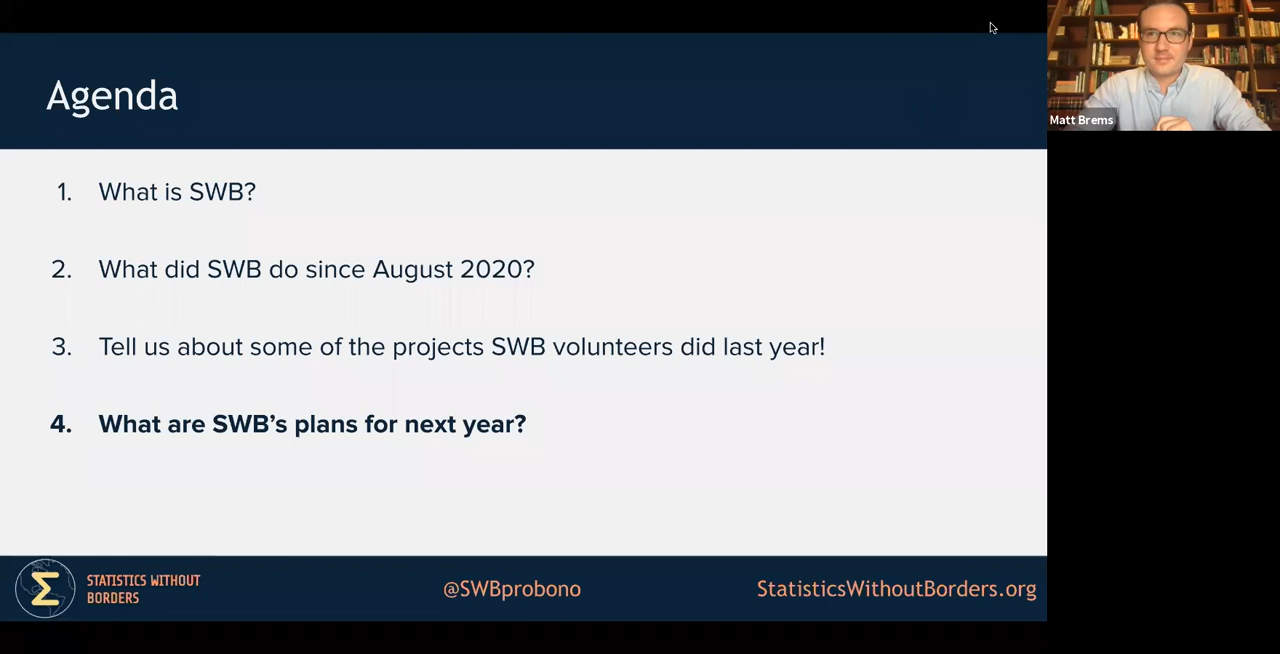 Agenda
Matt Brems
1. What is SWB?
2. What did SWB do since August 2020?
3. Tell us about some of the projects SWB volunteers did last year!
4. What are SWB’s plans for next year?
Σ
STATISTICS WITHOUT
BORDERS
@SWBprobono
StatisticsWithoutBorders.org